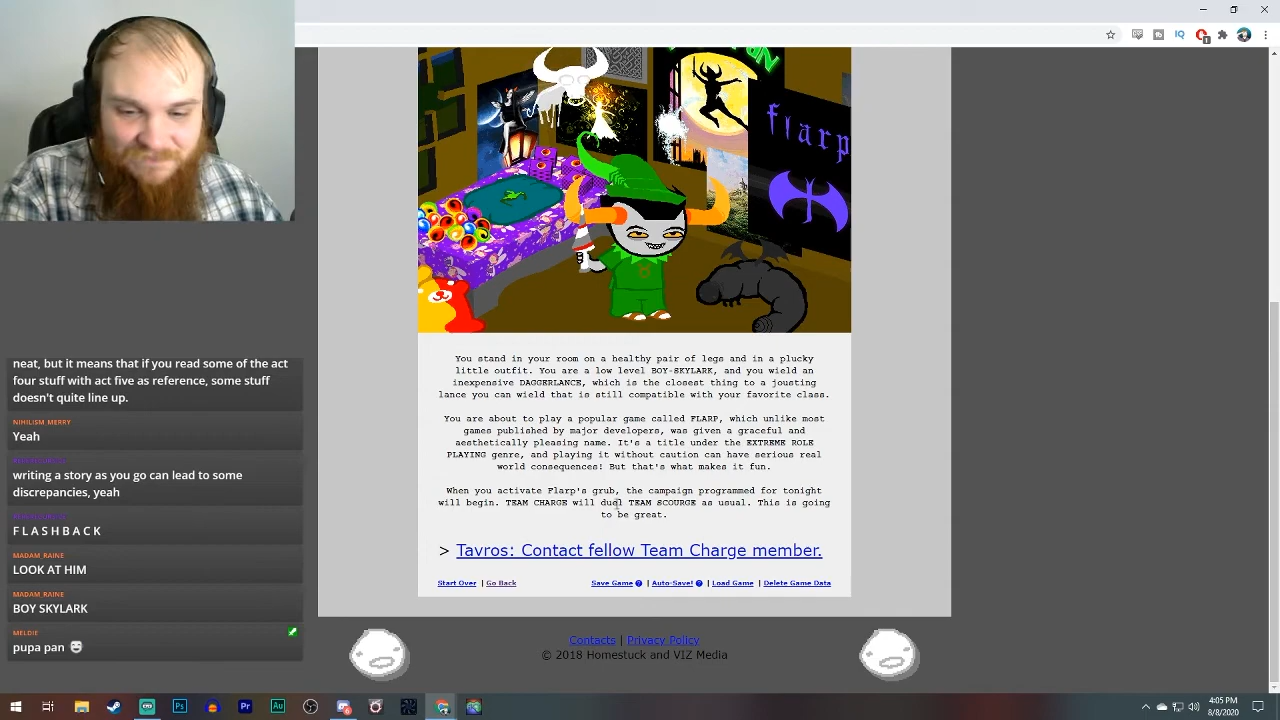 flarp
neat, but it means that if you read some of the act
four stuff with act five as reference, some stuff
doesn't quite line up.
NIHILISM_MERRY
Yeah
writing a story as you go can lead to some
discrepancies, yeah
F L A S H B A C K
MADAM_RAINE
LOOK AT HIM
MADAM_RAINE
BOY SKYLARK
MELDIE
pupa pan
You stand in your room on a healthy pair of legs and in a plucky
little outfit. You are a low level BOY-SKYLARK, and you wield an
inexpensive DAGGERLANCE, which is the closest thing to a jousting
lance you can wield that is still compatible with your favorite class.
You are about to play a popular game called FLARP, which unlike most
games published by major developers, was given a graceful and
aesthetically pleasing name. It's a title under the EXTREME ROLE
PLAYING genre, and playing it without caution can have serious real
world consequences! But that's what makes it fun.
When you activate Flarp's grub, the campaign programmed for tonight
will begin. TEAM CHARGE will duel TEAM SCOURGE as usual. This is going
to be great.
> Tavros: Contact fellow Team Charge member.
Start Over | Go Back
Save Game ? | Auto-Save! ? | Load Game | Delete Game Data
Contacts | Privacy Policy
© 2018 Homestuck and VIZ Media
4:05 PM
8/8/2020